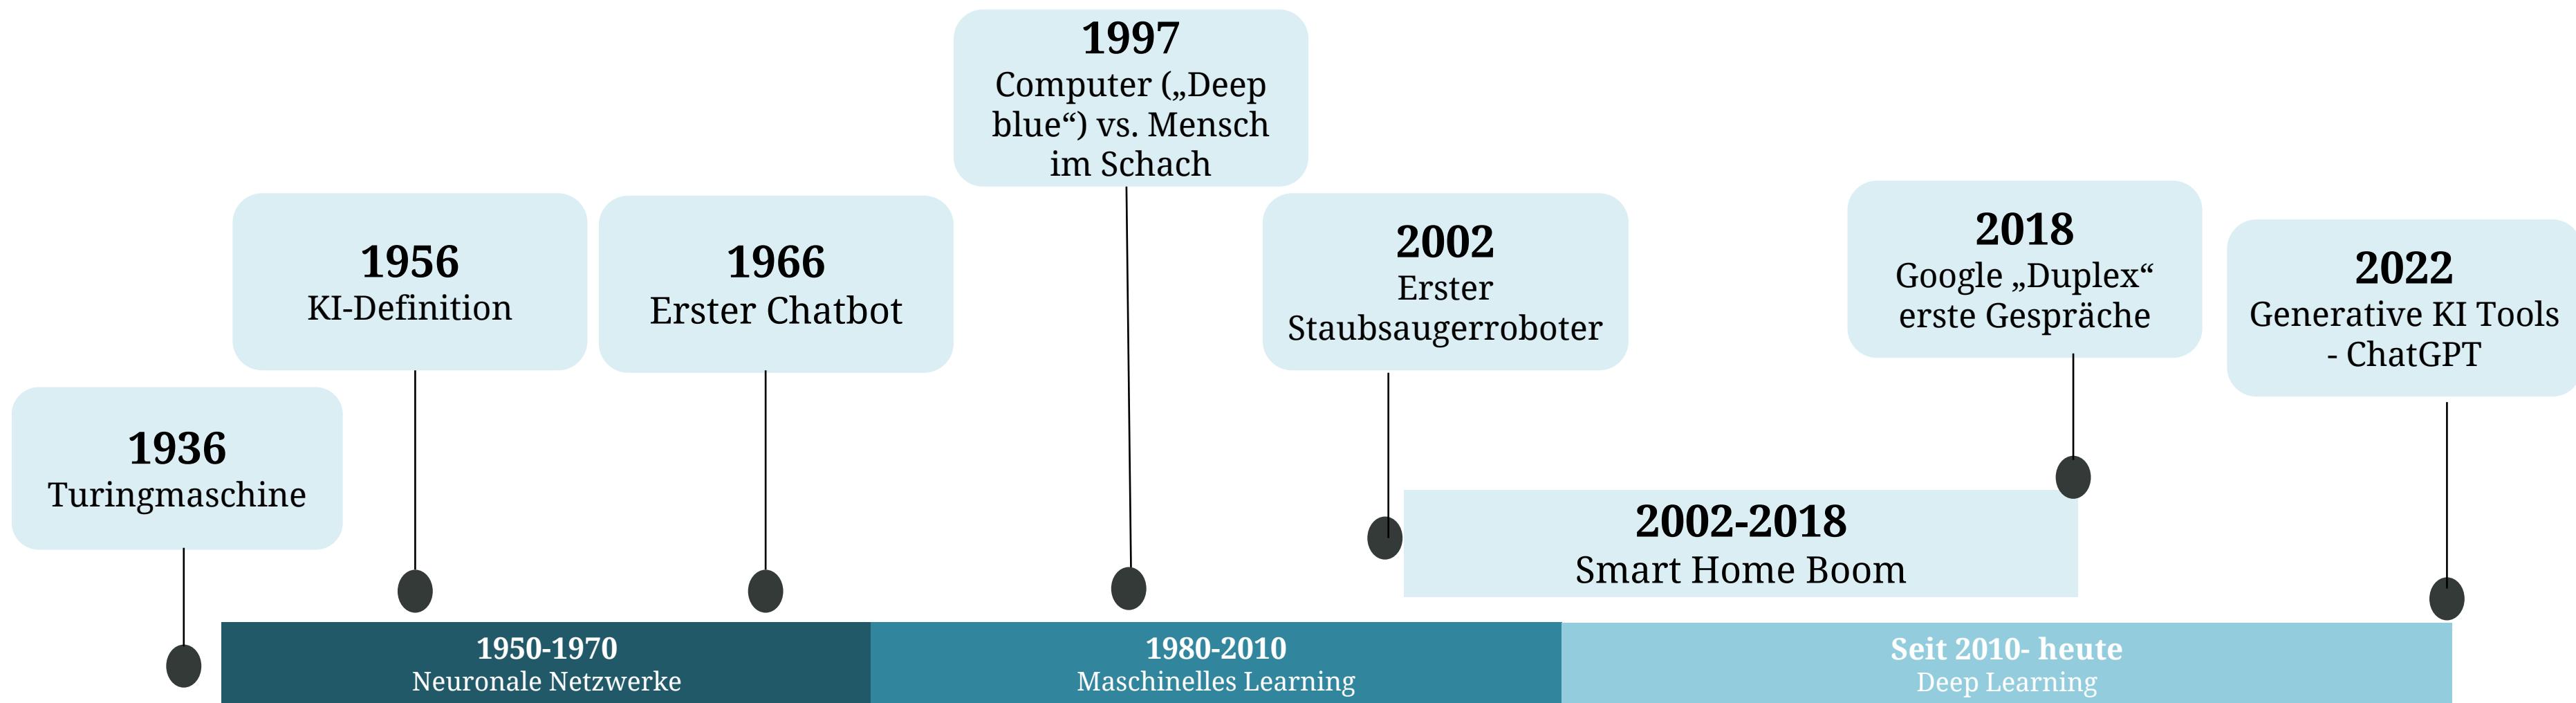 1936
Turingmaschine
1956
KI-Definition
1966
Erster Chatbot
1997
Computer („Deep
blue“) vs. Mensch
im Schach
2002
Erster
Staubsaugerroboter
2018
Google „Duplex“
erste Gespräche
2022
Generative KI Tools
- ChatGPT
2002-2018
Smart Home Boom
1950-1970
Neuronale Netzwerke
1980-2010
Maschinelles Learning
Seit 2010- heute
Deep Learning